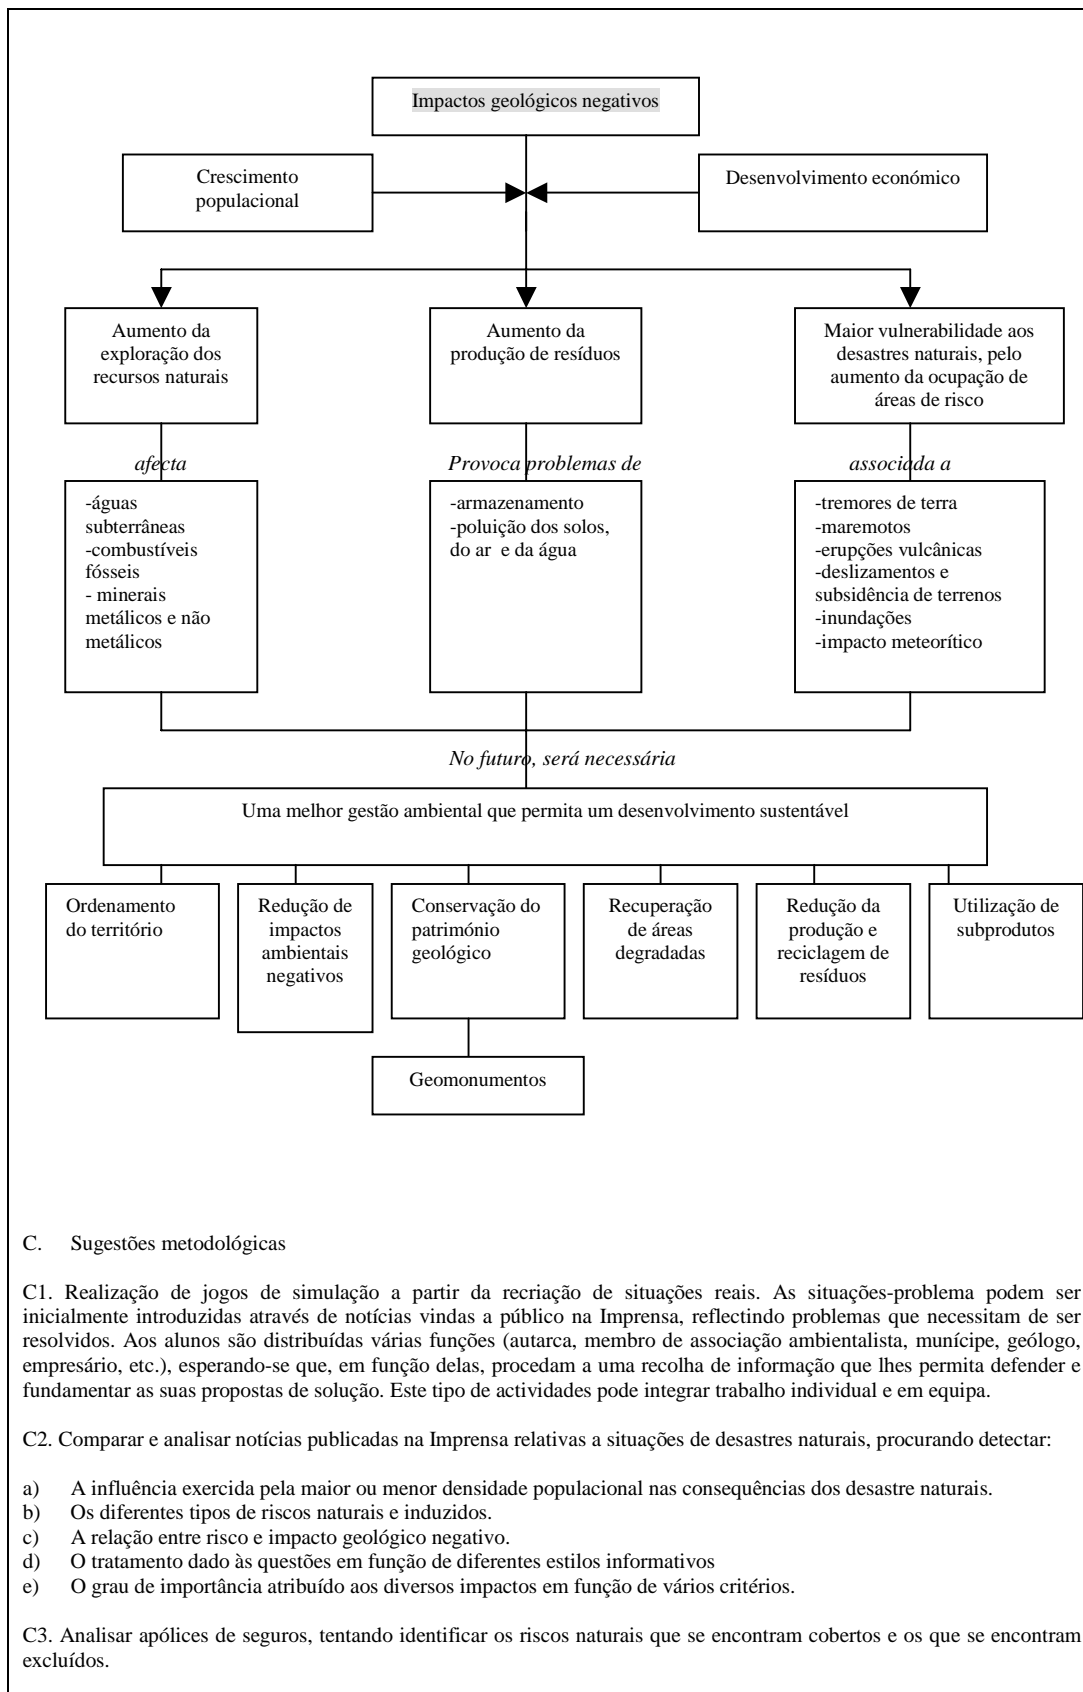 Impactos geológicos negativos
Crescimento
populacional
Desenvolvimento económico
Aumento da
exploração dos
recursos naturais
Aumento da
produção de resíduos
Maior vulnerabilidade aos
desastres naturais, pelo
aumento da ocupação de
áreas de risco
afecta
Provoca problemas de
associada a
-águas
subterrâneas
-combustíveis
fósseis
- minerais
metálicos e não
metálicos
-armazenamento
-poluição dos solos,
do ar e da água
-tremores de terra
-maremotos
-erupções vulcânicas
-deslizamentos e
subsidência de terrenos
-inundações
-impacto meteorítico
No futuro, será necessária
Uma melhor gestão ambiental que permita um desenvolvimento sustentável
Ordenamento
do território
Redução de
impactos
ambientais
negativos
Conservação do
património
geológico
Recuperação
de áreas
degradadas
Redução da
produção e
reciclagem de
resíduos
Utilização de
subprodutos
Geomonumentos
C. Sugestões metodológicas
C1. Realização de jogos de simulação a partir da recriação de situações reais. As situações-problema podem ser
inicialmente introduzidas através de notícias vindas a público na Imprensa, reflectindo problemas que necessitam de ser
resolvidos. Aos alunos são distribuídas várias funções (autarca, membro de associação ambientalista, munícipe, geólogo,
empresário, etc.), esperando-se que, em função delas, procedam a uma recolha de informação que lhes permita defender e
fundamentar as suas propostas de solução. Este tipo de actividades pode integrar trabalho individual e em equipa.
C2. Comparar e analisar notícias publicadas na Imprensa relativas a situações de desastres naturais, procurando detectar:
a) A influência exercida pela maior ou menor densidade populacional nas consequências dos desastre naturais.
b) Os diferentes tipos de riscos naturais e induzidos.
c) A relação entre risco e impacto geológico negativo.
d) O tratamento dado às questões em função de diferentes estilos informativos
e) O grau de importância atribuído aos diversos impactos em função de vários critérios.
C3. Analisar apólices de seguros, tentando identificar os riscos naturais que se encontram cobertos e os que se encontram
excluídos.